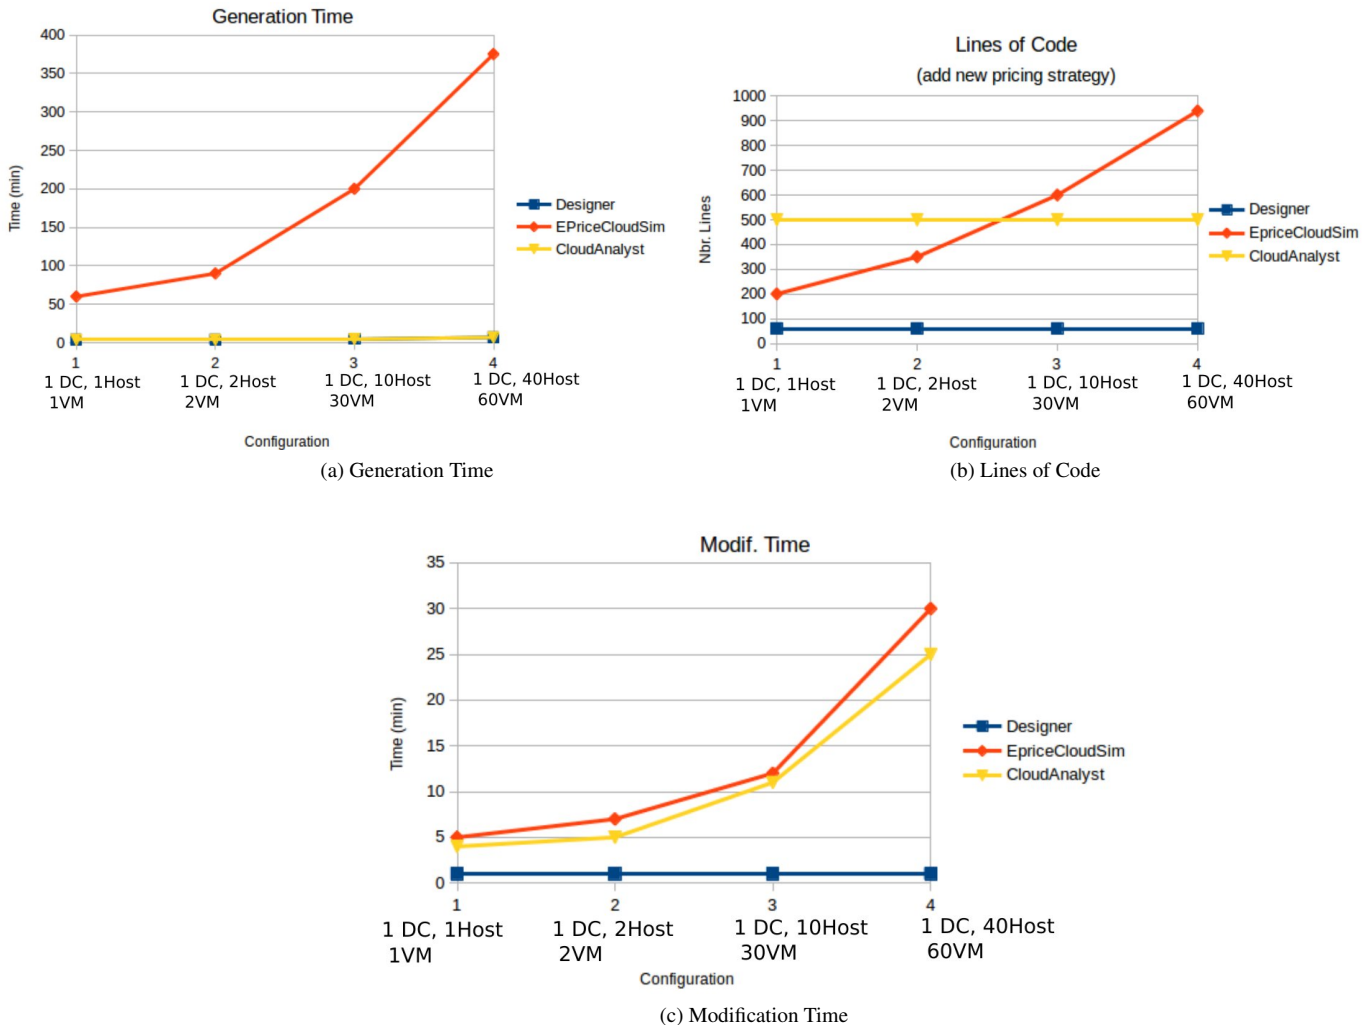 Generation Time
400
350
300
250
200
150
100
50
0
Time (min)
1
2
3
4
1 DC, 1Host
1VM
1 DC, 2Host
2VM
1 DC, 10Host
30VM
1 DC, 40Host
60VM
Configuration
Designer
EPriceCloudSim
CloudAnalyst
(a) Generation Time
Lines of Code
(add new pricing strategy)
1000
900
800
700
600
500
400
300
200
100
0
Nbr. Lines
1
2
3
4
1 DC, 1Host
1VM
1 DC, 2Host
2VM
1 DC, 10Host
30VM
1 DC, 40Host
60VM
Configuration
Designer
EpriceCloudSim
CloudAnalyst
(b) Lines of Code
Modif. Time
35
30
25
20
15
10
5
0
Time (min)
1
2
3
4
1 DC, 1Host
1VM
1 DC, 2Host
2VM
1 DC, 10Host
30VM
1 DC, 40Host
60VM
Configuration
Designer
EpriceCloudSim
CloudAnalyst
(c) Modification Time